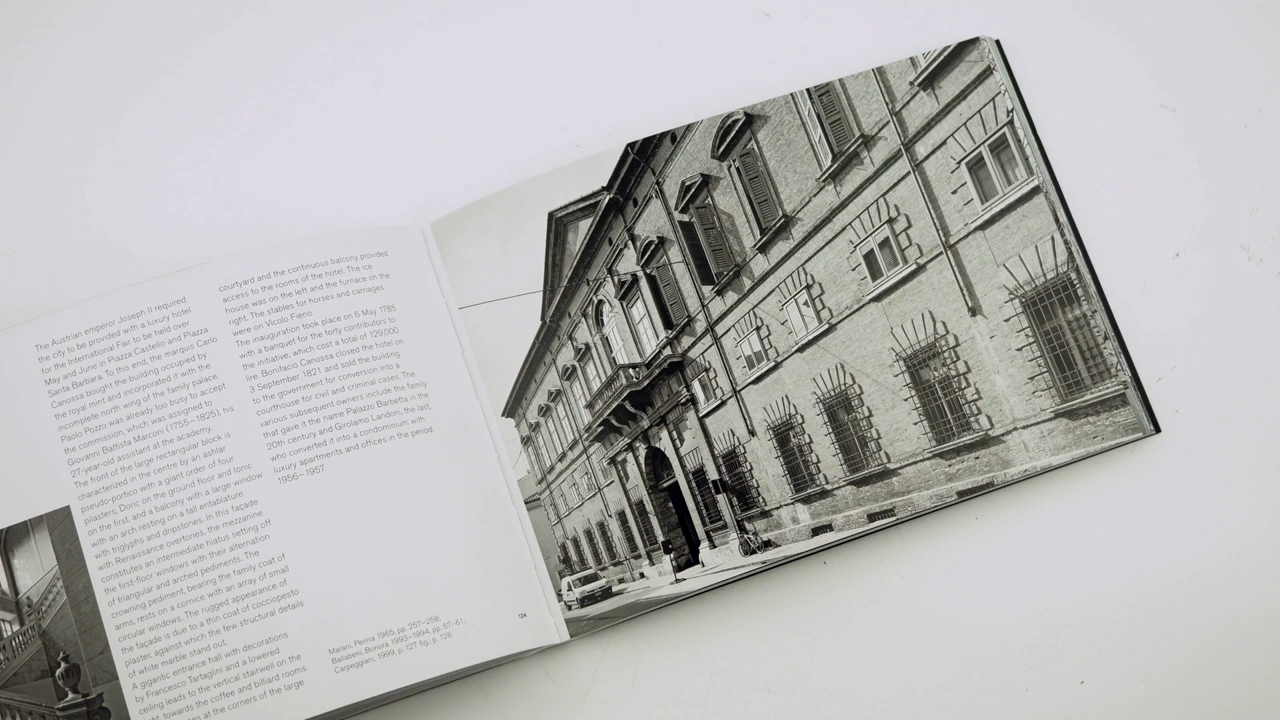 The Austrian emperor Joseph II required
the city to be provided with a luxury hotel
for the International Fair to be held over
May and June in Piazza Castello and Piazza
Santa Barbara. To this end, the marquis Carlo
Canossa bought the building occupied by
the royal mint and incorporated it with the
incomplete north wing of the family palace.
Paolo Pozzo was already too busy to accept
the commission, which was assigned to
Giovanni Battista Marconi (1755–1825), his
27-year-old assistant at the academy.
The front of the large rectangular block is
characterized in the centre by an ashlar
pseudo-portico with a giant order of four
pilasters, Doric on the ground floor and Ionic
on the first, and a balcony with a large window
with an arch resting on a tall entablature
with triglyphs and dripstones. In this façade
with Renaissance overtones, the mezzanine
constitutes an intermediate hiatus setting off
the first-floor windows with their alternation
of triangular and arched pediments. The
crowning pediment, bearing the family coat of
arms, rests on a cornice with an array of small
circular windows. The rugged appearance of
the façade is due to a thin coat of cocciopesto
plaster, against which the few structural details
of white marble stand out.
A gigantic entrance hall with decorations
by Francesco Tartaglini and a lowered
ceiling leads to the vertical stairwell on the
towards the coffee and billiard rooms.
at the corners of the large
courtyard and the continuous balcony provided
access to the rooms of the hotel. The ice
house was on the left and the furnace on the
right. The stables for horses and carriages
were on Vicolo Fieno.
The inauguration took place on 6 May 1785
with a banquet for the forty contributors to
the initiative, which cost a total of 129,000
lire. Bonifacio Canossa closed the hotel on
3 September 1821 and sold the building
to the government for conversion into a
courthouse for civil and criminal cases. The
various subsequent owners include the family
that gave it the name Palazzo Barbetta in the
20th century and Girolamo Landoni, the last,
who converted it into a condominium with
luxury apartments and offices in the period
1956–1957.
Marani, Perina 1965, pp. 257–258;
Ballabeni, Bonora 1993–1994, pp. 57–61;
Carpeggiani, 1999, p. 127 fig.; p. 128.
124